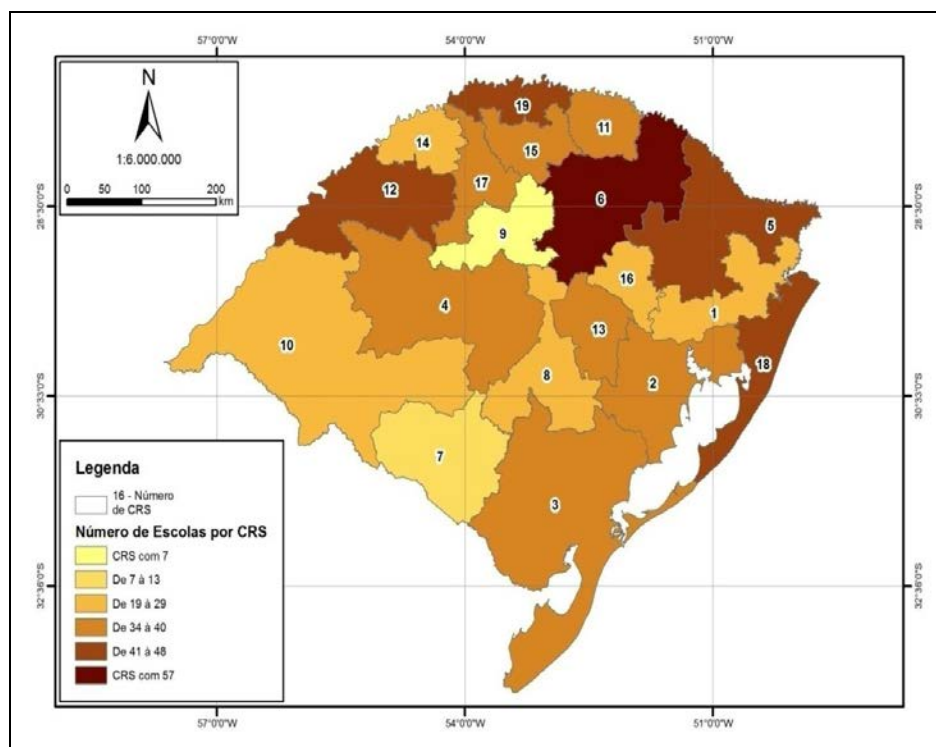 57°0'0"W 54°0'0"W 51°0'0"W
N
1:6.000.000
0 50 100 200
km
28°30'0"S 28°30'0"S
30°33'0"S 30°33'0"S
32°36'0"S 32°36'0"S
19
11
14
15
12
17
6
5
9
16
4
1
13
10
18
8
2
7
3
Legenda
16 - Número
de CRS
Número de Escolas por CRS
CRS com 7
De 7 à 13
De 19 à 29
De 34 à 40
De 41 à 48
CRS com 57
57°0'0"W 54°0'0"W 51°0'0"W